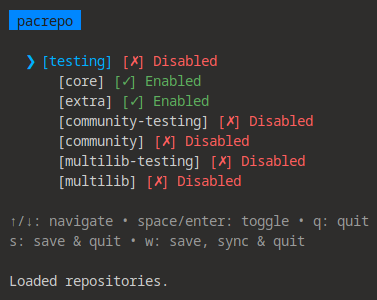 pacrepo
❯ [testing] [✗] Disabled
[core] [✓] Enabled
[extra] [✓] Enabled
[community-testing] [✗] Disabled
[community] [✗] Disabled
[multilib-testing] [✗] Disabled
[multilib] [✗] Disabled
↑/↓: navigate • space/enter: toggle • q: quit
s: save & quit • w: save, sync & quit
Loaded repositories.